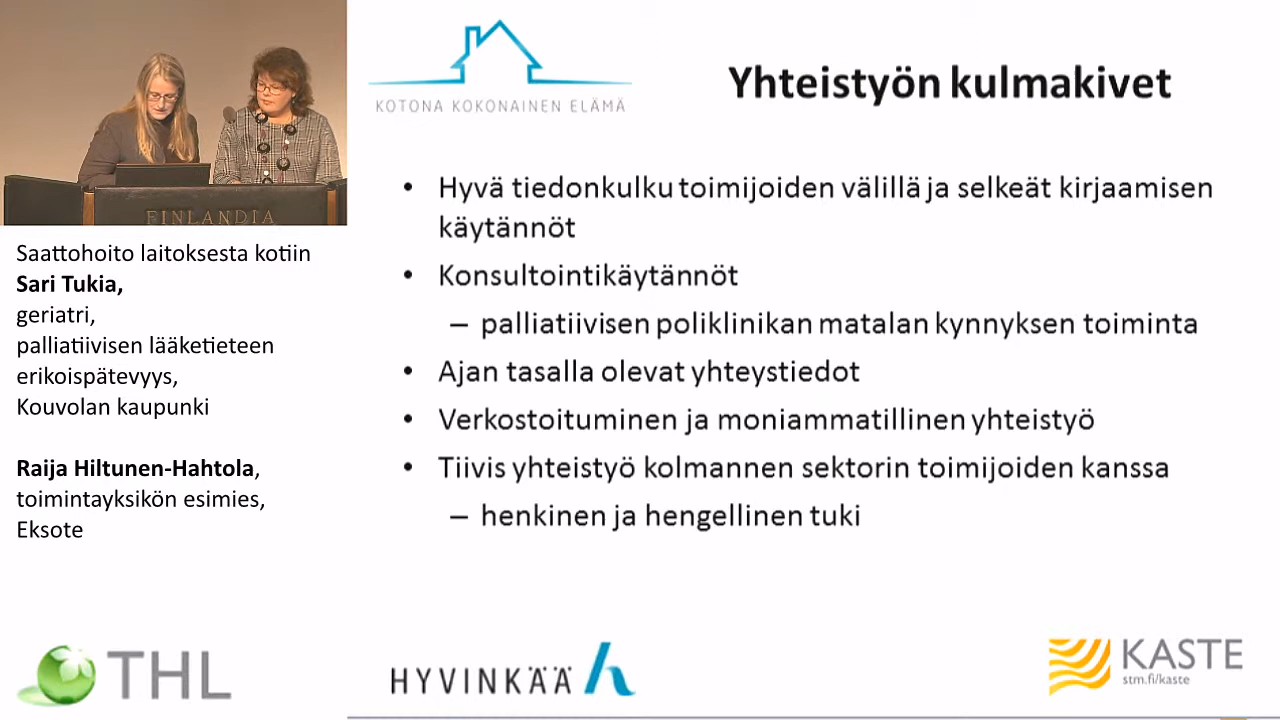 FINLANDIA
Saattohoito laitoksesta kotiin
Sari Tukia,
geriatri,
palliatiivisen lääketieteen
erikoispätevyys,
Kouvolan kaupunki
Raija Hiltunen-Hahtola,
toimintayksikön esimies,
Eksote
KOTONA KOKONAINEN ELÄMÄ
Yhteistyön kulmakivet
• Hyvä tiedonkulku toimijoiden välillä ja selkeät kirjaamisen
käytännöt
• Konsultointikäytännöt
– palliatiivisen poliklinikan matalan kynnyksen toiminta
• Ajan tasalla olevat yhteystiedot
• Verkostoituminen ja moniammatillinen yhteistyö
• Tiivis yhteistyö kolmannen sektorin toimijoiden kanssa
– henkinen ja hengellinen tuki
THL
HYVINKÄÄ
KASTE
stm.fi/kaste